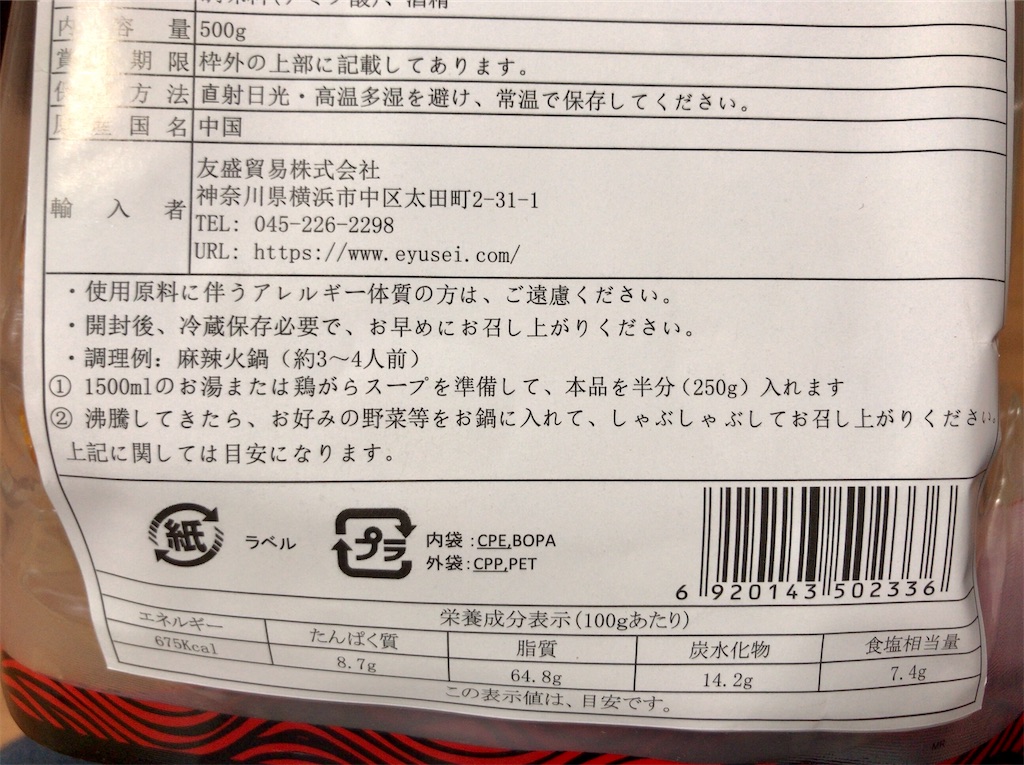 酒精
内容量 500g
賞 期限 枠外の上部に記載してあります。
方法 直射日光・高温多湿を避け、常温で保存してください。
原産国名 中国
輸入者
友盛貿易株式会社
神奈川県横浜市中区太田町2-31-1
TEL: 045-226-2298
URL: https://www.eyusei.com/
・使用原料に伴うアレルギー体質の方は、ご遠慮ください。
・開封後、冷蔵保存必要で、お早めにお召し上がりください。
・調理例: 麻辣火鍋（約3～4人前）
① 1500mlのお湯または鶏がらスープを準備して、本品を半分（250g）入れます
② 沸騰してきたら、お好みの野菜等をお鍋に入れて、しゃぶしゃぶしてお召し上がりください。
上記に関しては目安になります。
紙 ラベル
プラ
内袋:CPE,BOPA
外袋:CPP,PET
6 920143 502336
栄養成分表示（100gあたり）
エネルギー たんぱく質 脂質 炭水化物 食塩相当量
675Kcal 8.7g 64.8g 14.2g 7.4g
この表示値は、目安です。